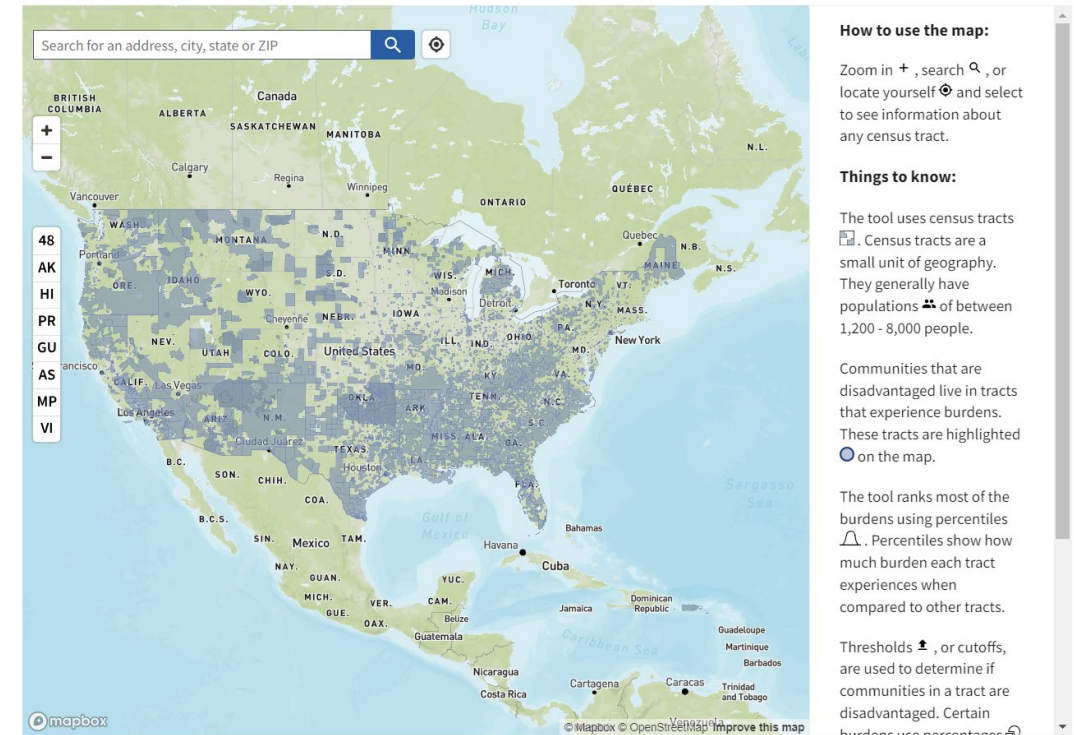 Hudson
Bay
Search for an address, city, state or ZIP
Canada
BRITISH
COLUMBIA
ALBERTA
SASKATCHEWAN
MANITOBA
+
−
N.L.
Calgary
Regina
Winnipeg
QUÉBEC
Vancouver
ONTARIO
WASH.
MONTANA
N.D.
MINN.
Quebec
N.B.
MAINE
N.S.
48
AK
HI
PR
GU
AS
MP
VI
Portland
ORE.
IDAHO
WYO.
S.D.
WIS.
MICH.
Madison
Detroit
Toronto
VT.
N.Y.
MASS.
Cheyenne
NEBR.
IOWA
PA.
NEV.
UTAH
COLO.
United States
ILL.
IND.
OHIO
MD.
New York
rancisco
CALIF.
Las Vegas
MO.
KY.
VA.
Los Angeles
ARIZ.
N.M.
OKLA.
ARK.
TENN.
N.C.
S.C.
Ciudad Juárez
TEXAS
MISS.
ALA.
GA.
LA.
Houston
FLA.
B.C.
SON.
CHIH.
COA.
B.C.S.
Sargasso
Sea
Gulf of
Mexico
SIN.
Mexico
TAM.
Bahamas
Havana
Cuba
NAY.
GUAN.
YUC.
MICH.
VER.
CAM.
GUE.
OAX.
Belize
Guatemala
Jamaica
Dominican
Republic
Caribbean Sea
Guadeloupe
Martinique
Barbados
Nicaragua
Costa Rica
Cartagena
Caracas
Trinidad
and Tobago
Venezuela
mapbox
© Mapbox © OpenStreetMap Improve this map
How to use the map:
Zoom in + , search , or
locate yourself and select
to see information about
any census tract.
Things to know:
The tool uses census tracts
. Census tracts are a
small unit of geography.
They generally have
populations of between
1,200 - 8,000 people.
Communities that are
disadvantaged live in tracts
that experience burdens.
These tracts are highlighted
on the map.
The tool ranks most of the
burdens using percentiles
. Percentiles show how
much burden each tract
experiences when
compared to other tracts.
Thresholds , or cutoffs,
are used to determine if
communities in a tract are
disadvantaged. Certain
burdens use percentages